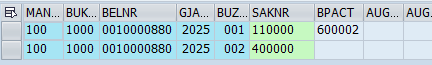 MAN... BUK... BELNR GJA... BUZ... SAKNR BPACT AUG... AUG...
100 1000 0010000880 2025 001 110000 600002
100 1000 0010000880 2025 002 400000